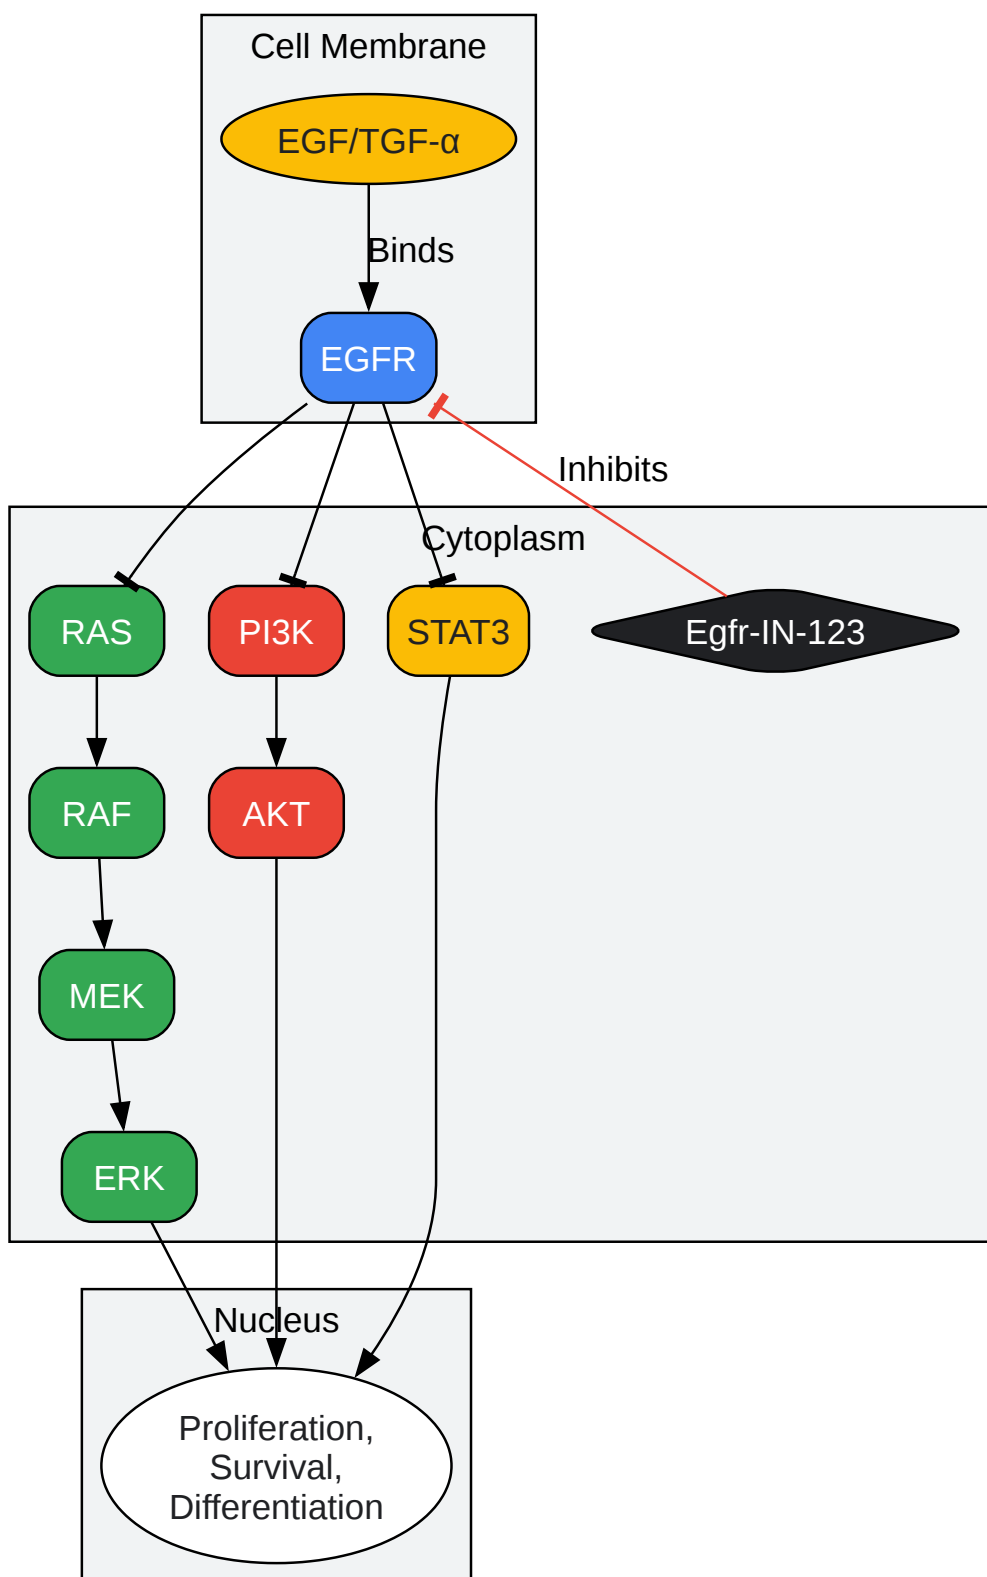 Cell Membrane
EGF/TGF-α
Binds
EGFR
Inhibits
Cytoplasm
RAS
PI3K
STAT3
Egfr-IN-123
RAF
AKT
MEK
ERK
Nucleus
Proliferation,
Survival,
Differentiation